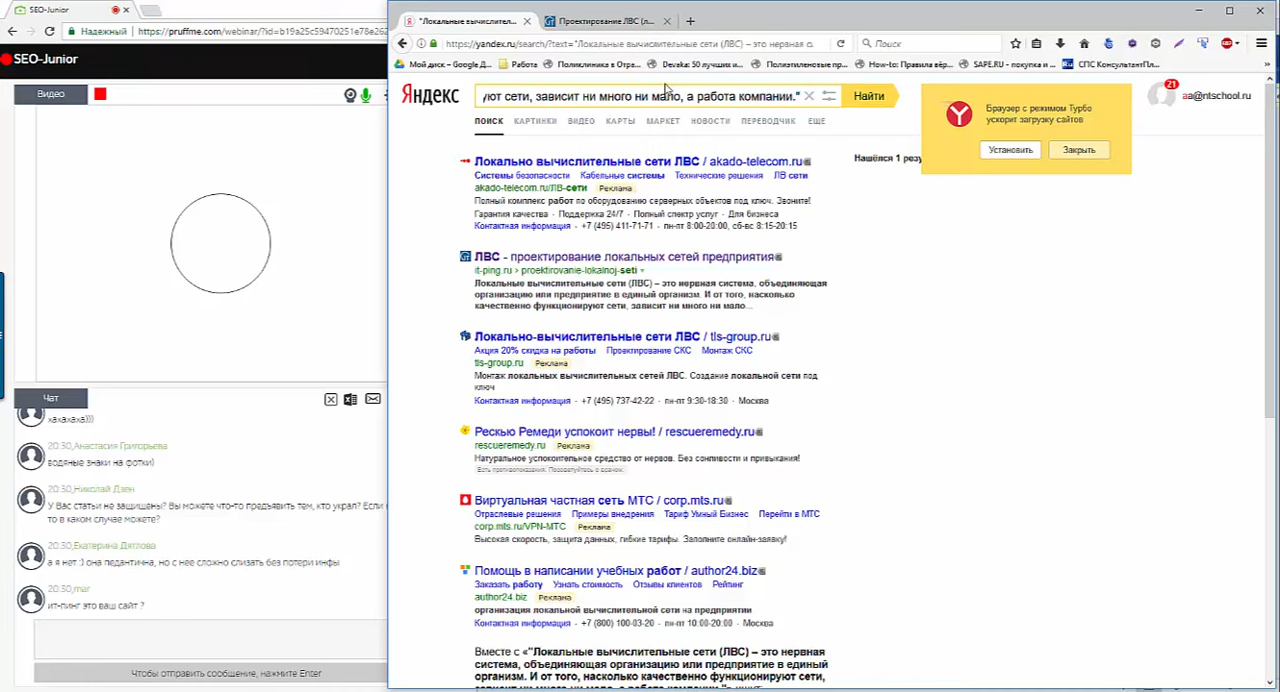 SEO-Junior
Надежный
https://pruffme.com/webinar/?id=b19a25c59470251e78e262
SEO-Junior
Видео
Чат
хахахаха)))
20:30,Анастасия Григорьева
водяные знаки на фотки)
20:30,Николай Дзен
У Вас статьи не защищены? Вы можете что-то предъявить тем, кто украл? Если
то в каком случае можете?
20:30,Екатерина Дятлова
а я нет :) она педантична, но с нее сложно слизать без потери инфы
20:30,mar
ит-пинг это ваш сайт ?
Чтобы отправить сообщение, нажмите Enter
"Локальные вычислител...
Проектирование ЛВС (л...
https://yandex.ru/search/?text="Локальные вычислительные сети (ЛВС) – это нервная сис
Поиск
Мой диск – Google Д...
Работа
Поликлиника в Отра...
Devaka: 50 лучших и...
Полиэтиленовые пр...
How-to: Правила вер...
SAPE.RU - покупка и ...
СПС КонсультантПл...
Яндекс
уют сети, зависит ни много ни мало, а работа компании."
Найти
ПОИСК КАРТИНКИ ВИДЕО КАРТЫ МАРКЕТ НОВОСТИ ПЕРЕВОДЧИК ЕЩЕ
Браузер с режимом Турбо
ускорит загрузку сайтов
Установить
Закрыть
21
aa@ntschool.ru
Нашёлся 1 резу
Локально вычислительные сети ЛВС / akado-telecom.ru
Системы безопасности Кабельные системы Технические решения ЛВ сети
akado-telecom.ru/ЛВ-сети Реклама
Полный комплекс работ по оборудованию серверных объектов под ключ. Звоните!
Гарантия качества · Поддержка 24/7 · Полный спектр услуг · Для бизнеса
Контактная информация · +7 (495) 411-71-71 · пн-пт 8:00-20:00, сб-вс 8:15-20:15
ЛВС - проектирование локальных сетей предприятия
it-ping.ru › proektirovanie-lokalnoj-seti
Локальные вычислительные сети (ЛВС) – это нервная система, объединяющая
организацию или предприятие в единый организм. И от того, насколько
качественно функционируют сети, зависит ни много ни мало...
Локально-вычислительные сети ЛВС / tls-group.ru
Акция 20% скидка на работы Проектирование СКС Монтаж СКС
tls-group.ru Реклама
Монтаж локальных вычислительных сетей ЛВС. Создание локальной сети под
ключ
Контактная информация · +7 (495) 737-42-22 · пн-пт 9:30-18:30 · Москва
Рескью Ремеди успокоит нервы! / rescueremedy.ru
rescueremedy.ru Реклама
Натуральное успокоительное средство от нервов. Без сонливости и привыкания!
Есть противопоказания. Посоветуйтесь с врачом.
Виртуальная частная сеть МТС / corp.mts.ru
Отраслевые решения Примеры внедрения Тариф Умный Бизнес Перейти в МТС
corp.mts.ru/VPN-МТС Реклама
Высокая скорость, защита данных, гибкие тарифы. Заполните онлайн-заявку!
Помощь в написании учебных работ / author24.biz
Заказать работу Узнать стоимость Отзывы клиентов Рейтинг
author24.biz Реклама
организация локальной вычислительной сети на предприятии
Контактная информация · +7 (800) 100-03-20 · пн-пт 10:00-20:00 · Москва
Вместе с «"Локальные вычислительные сети (ЛВС) – это нервная
система, объединяющая организацию или предприятие в единый
организм. И от того, насколько качественно функционируют сети,